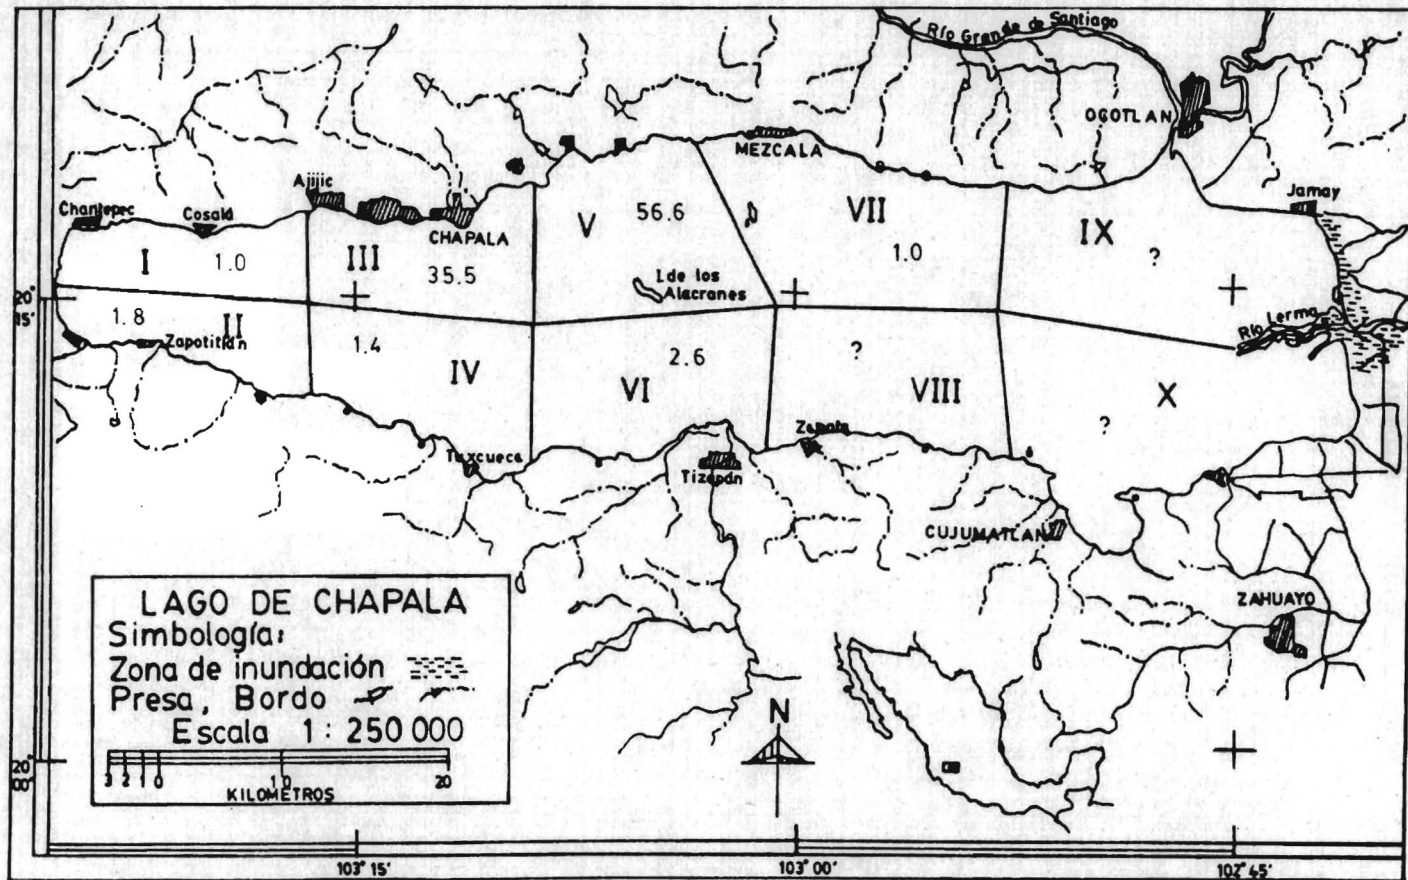 Río Grande de Santiago
OCOTLAN
MEZCALA
Ajijic
Jamay
Chantepec
Cosalá
CHAPALA
V
56.6
VII
IX
I
1.0
III
35.5
1.0
?
I. de los
Alacranes
20°
15'
1.8
II
Zapotitlán
1.4
Río Lerma
IV
2.6
VI
?
VIII
X
?
Tuxcueca
Zapata
Tizapán
CUJUMATLAN
ZAHUAYO
LAGO DE CHAPALA
Simbología:
Zona de inundación
Presa, Bordo
Escala 1 : 250 000
3 2 1 0 10 20
KILOMETROS
N
20°
00'
103° 15'
103° 00'
102° 45'